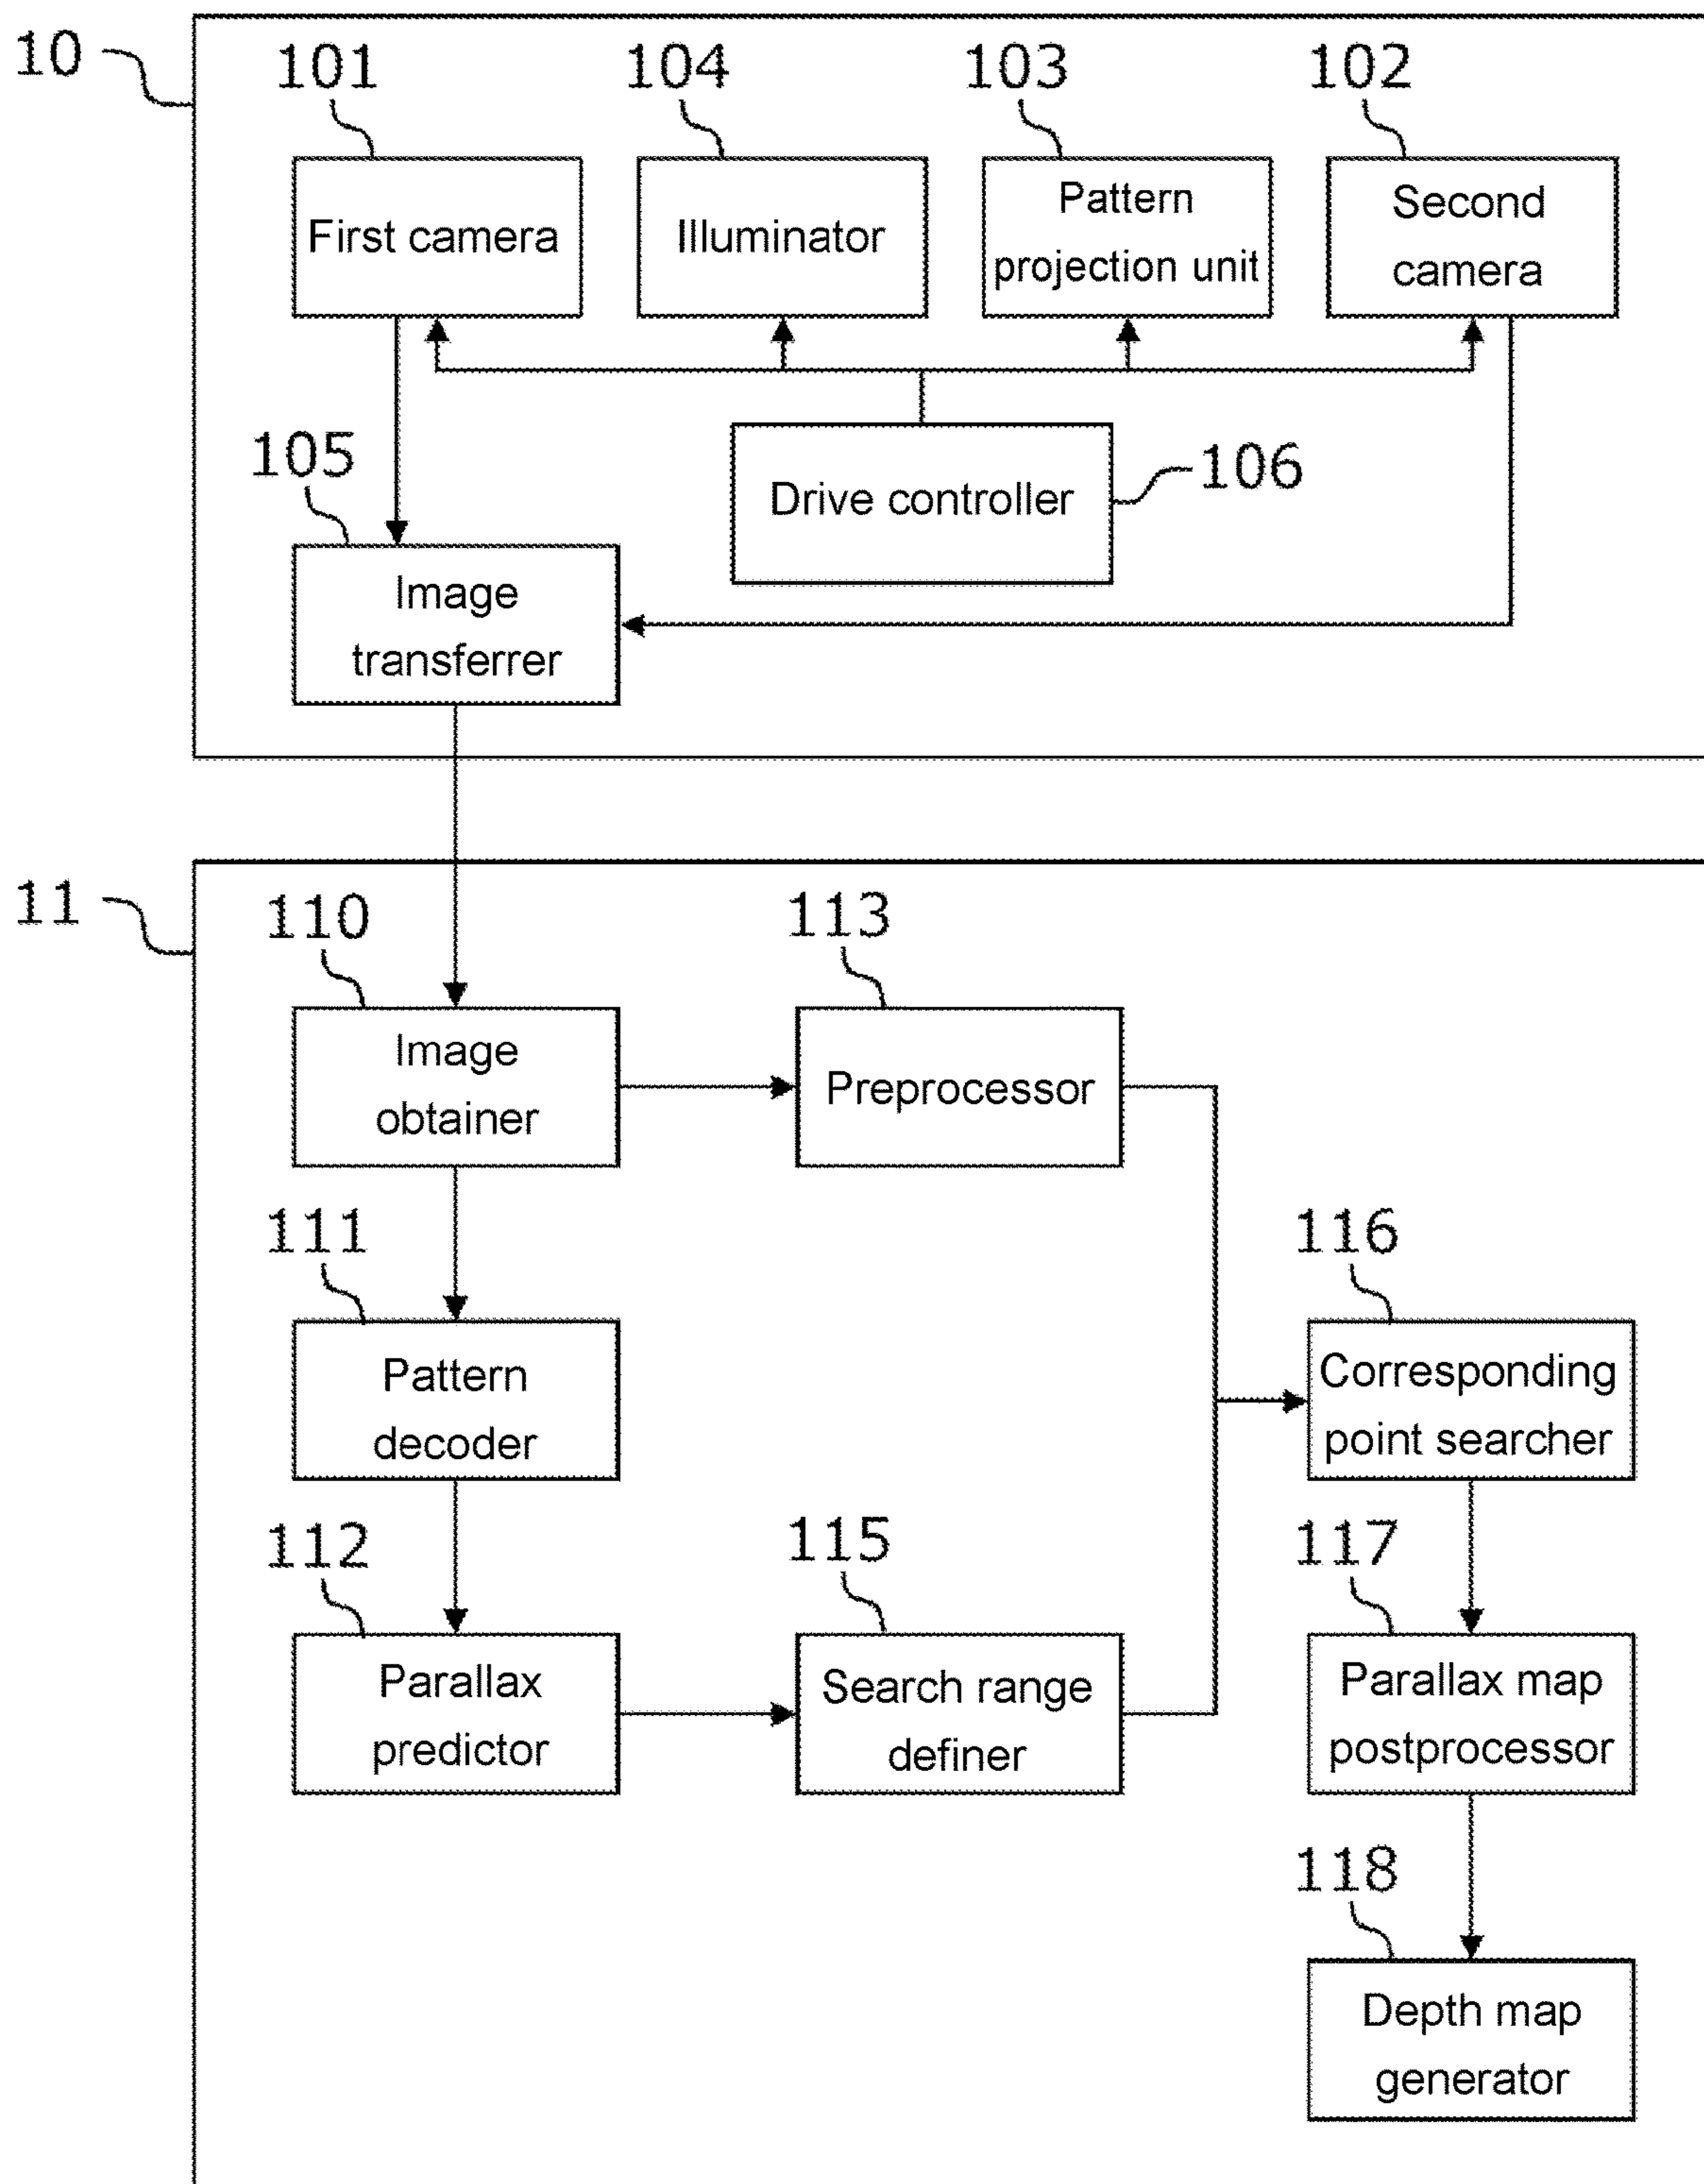 10
101
104
103
102
First camera
Illuminator
Pattern
projection unit
Second
camera
105
Drive controller
106
Image
transferrer
11
110
113
Image
obtainer
Preprocessor
111
116
Pattern
decoder
Corresponding
point searcher
112
115
117
Parallax
predictor
Search range
definer
Parallax map
postprocessor
118
Depth map
generator